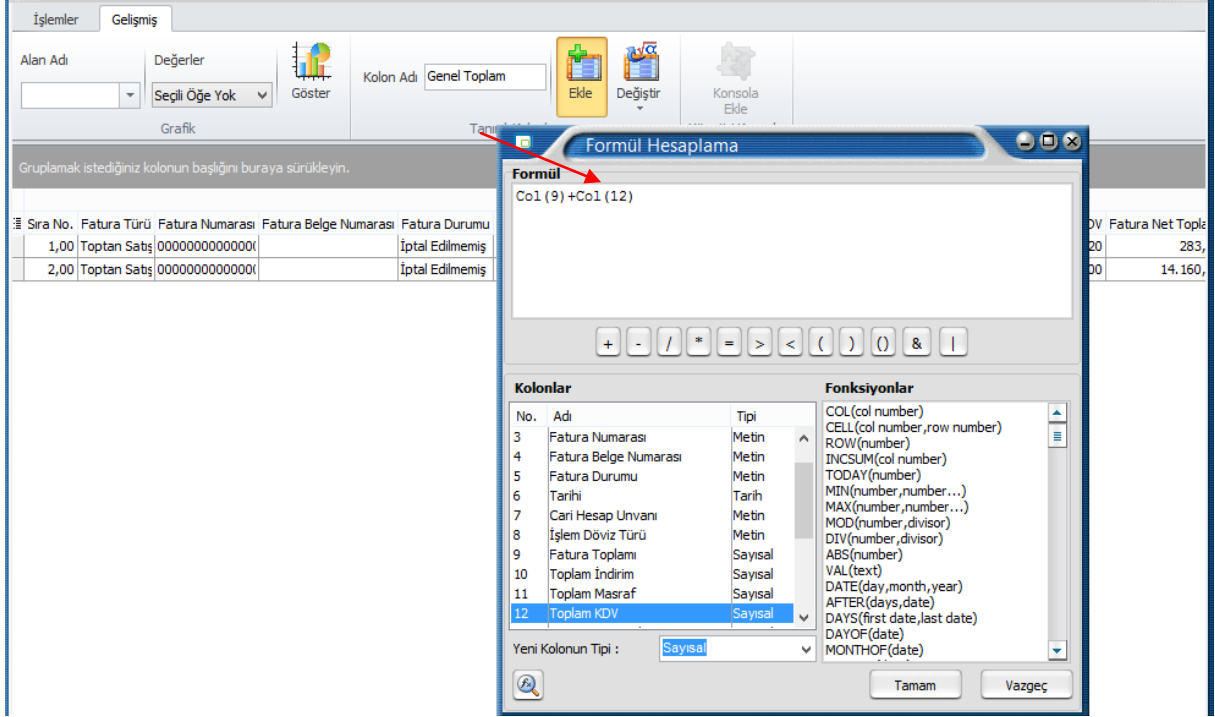 İşlemler Gelişmiş
Alan Adı Değerler
Kolon Adı Genel Toplam
Seçili Öğe Yok Göster Ekle Değiştir Konsola
Ekle
Grafik
Gruplamak istediğiniz kolonun başlığını buraya sürükleyin.
Sıra No. Fatura Türü Fatura Numarası Fatura Belge Numarası Fatura Durumu DV Fatura Net Topla
1,00 Toptan Satış 0000000000000( İptal Edilmemiş 20 283,
2,00 Toptan Satış 0000000000000( İptal Edilmemiş 00 14.160,
Formül Hesaplama
Formül
Col(9)+Col(12)
+ - / * = > < ( ) () & |
Kolonlar
No. Adı Tipi
3 Fatura Numarası Metin
4 Fatura Belge Numarası Metin
5 Fatura Durumu Metin
6 Tarihi Tarih
7 Cari Hesap Unvanı Metin
8 İşlem Döviz Türü Metin
9 Fatura Toplamı Sayısal
10 Toplam İndirim Sayısal
11 Toplam Masraf Sayısal
12 Toplam KDV Sayısal
Yeni Kolonun Tipi : Sayısal
Fonksiyonlar
COL(col number)
CELL(col number,row number)
ROW(number)
INCSUM(col number)
TODAY(number)
MIN(number,number...)
MAX(number,number...)
MOD(number,divisor)
DIV(number,divisor)
ABS(number)
VAL(text)
DATE(day,month,year)
AFTER(days,date)
DAYS(first date,last date)
DAYOF(date)
MONTHOF(date)
Tamam Vazgeç